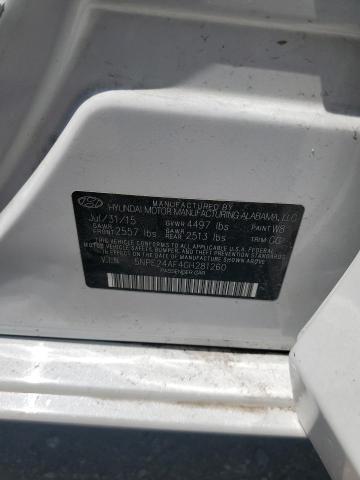 MANUFACTURED BY
HYUNDAI MOTOR MANUFACTURING ALABAMA, LLC
Jul/31/15 GVWR 4497 lbs PAINT W8
GAWR FRONT 2557 lbs GAWR REAR 2513 lbs TRIM
THIS VEHICLE CONFORMS TO ALL APPLICABLE U.S.A. FEDERAL
MOTOR VEHICLE SAFETY, BUMPER, AND THEFT PREVENTION
STANDARDS IN EFFECT ON THE DATE OF MANUFACTURE SHOWN ABOVE.
V.I.N. 5NPE24AF4GH281260
PASSENGER CAR